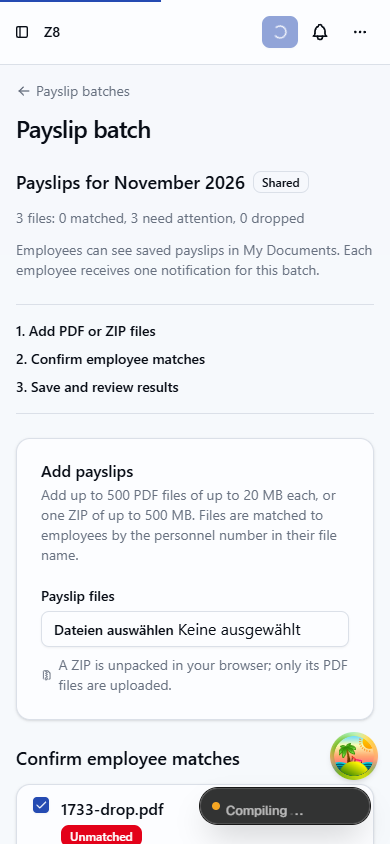 Z8
Payslip batches
Payslip batch
Payslips for November 2026 Shared
3 files: 0 matched, 3 need attention, 0 dropped
Employees can see saved payslips in My Documents. Each
employee receives one notification for this batch.
1. Add PDF or ZIP files
2. Confirm employee matches
3. Save and review results
Add payslips
Add up to 500 PDF files of up to 20 MB each, or
one ZIP of up to 500 MB. Files are matched to
employees by the personnel number in their file
name.
Payslip files
Dateien auswählen Keine ausgewählt
A ZIP is unpacked in your browser; only its PDF
files are uploaded.
Confirm employee matches
1733-drop.pdf
Compiling ...
Unmatched